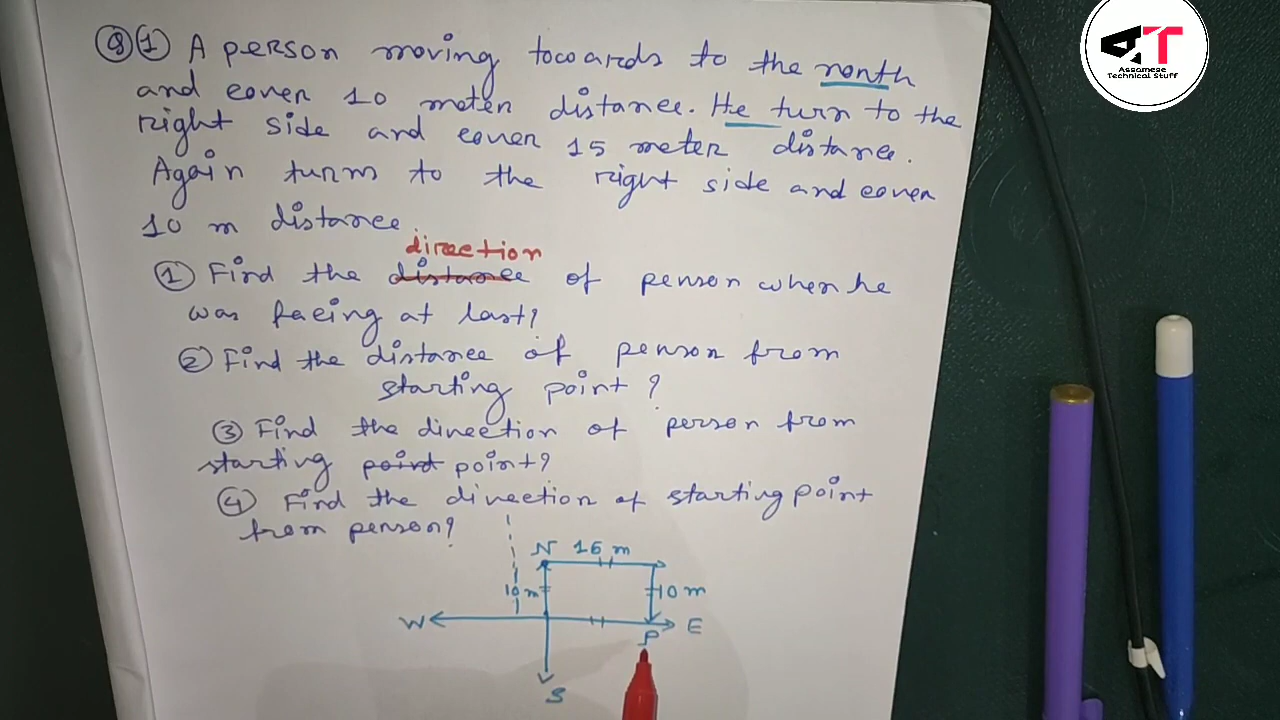 Q ① A person moving towards to the north
and cover 10 meter distance. He turn to the
right side and cover 15 meter distance.
Again turns to the right side and cover
10 m distance.
direction
① Find the distance of person when he
was facing at last?
② Find the distance of person from
starting point ?
③ Find the direction of person from
starting point point?
④ Find the direction of starting point
from person?
N 15 m
10 m 10 m
W E
P
S
AT
Assamese
Technical Stuff